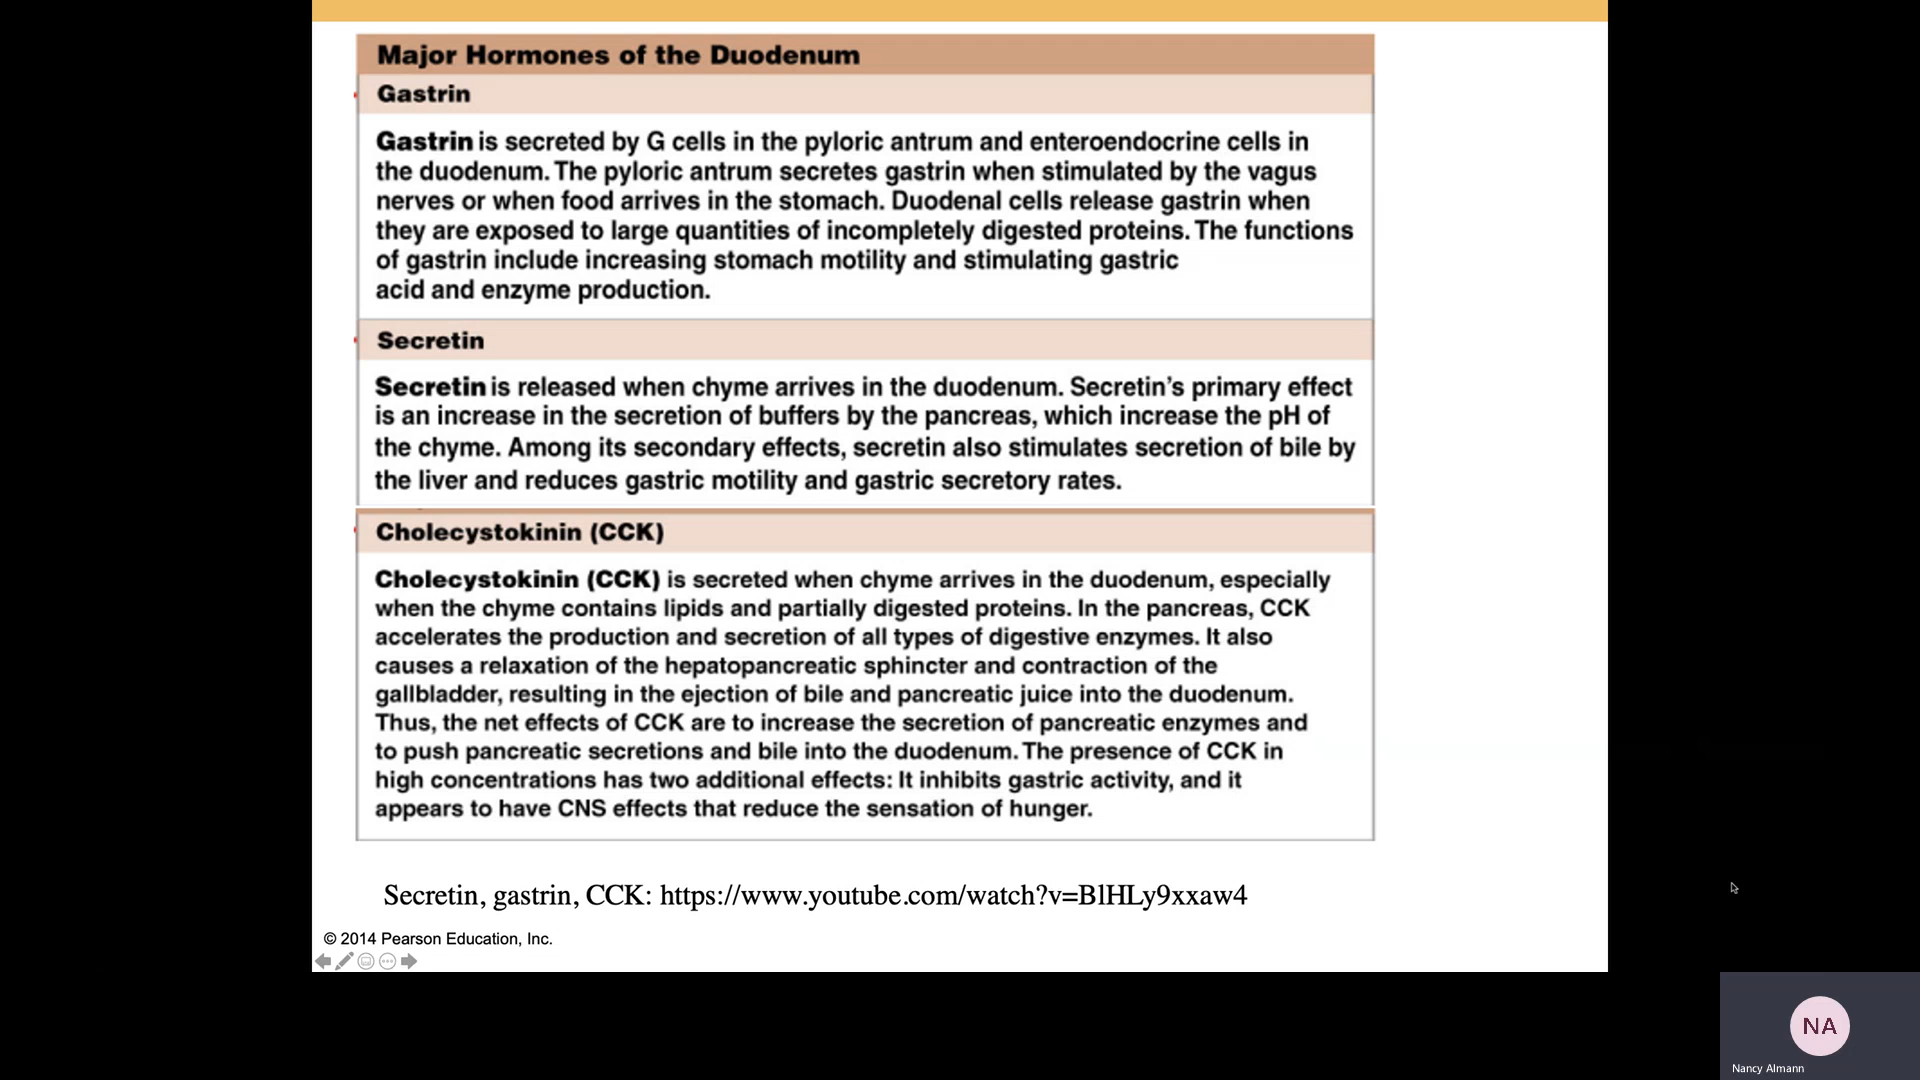 Major Hormones of the Duodenum
Gastrin
Gastrin is secreted by G cells in the pyloric antrum and enteroendocrine cells in
the duodenum. The pyloric antrum secretes gastrin when stimulated by the vagus
nerves or when food arrives in the stomach. Duodenal cells release gastrin when
they are exposed to large quantities of incompletely digested proteins. The functions
of gastrin include increasing stomach motility and stimulating gastric
acid and enzyme production.
Secretin
Secretin is released when chyme arrives in the duodenum. Secretin’s primary effect
is an increase in the secretion of buffers by the pancreas, which increase the pH of
the chyme. Among its secondary effects, secretin also stimulates secretion of bile by
the liver and reduces gastric motility and gastric secretory rates.
Cholecystokinin (CCK)
Cholecystokinin (CCK) is secreted when chyme arrives in the duodenum, especially
when the chyme contains lipids and partially digested proteins. In the pancreas, CCK
accelerates the production and secretion of all types of digestive enzymes. It also
causes a relaxation of the hepatopancreatic sphincter and contraction of the
gallbladder, resulting in the ejection of bile and pancreatic juice into the duodenum.
Thus, the net effects of CCK are to increase the secretion of pancreatic enzymes and
to push pancreatic secretions and bile into the duodenum. The presence of CCK in
high concentrations has two additional effects: It inhibits gastric activity, and it
appears to have CNS effects that reduce the sensation of hunger.
Secretin, gastrin, CCK: https://www.youtube.com/watch?v=BlHLy9xxaw4
© 2014 Pearson Education, Inc.
NA
Nancy Almann